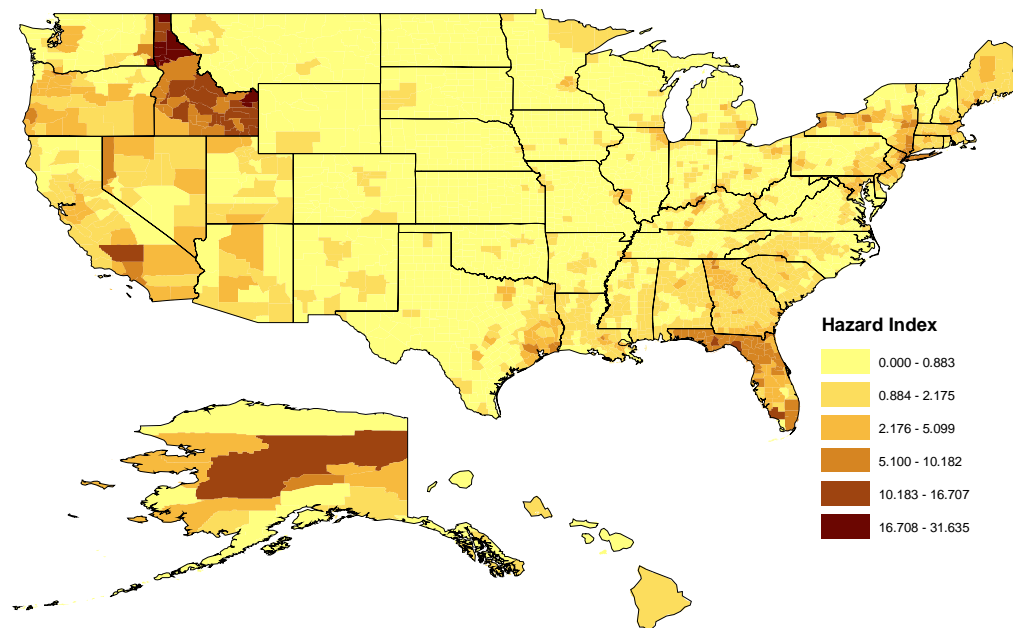 Hazard Index
0.000 - 0.883
0.884 - 2.175
2.176 - 5.099
5.100 - 10.182
10.183 - 16.707
16.708 - 31.635